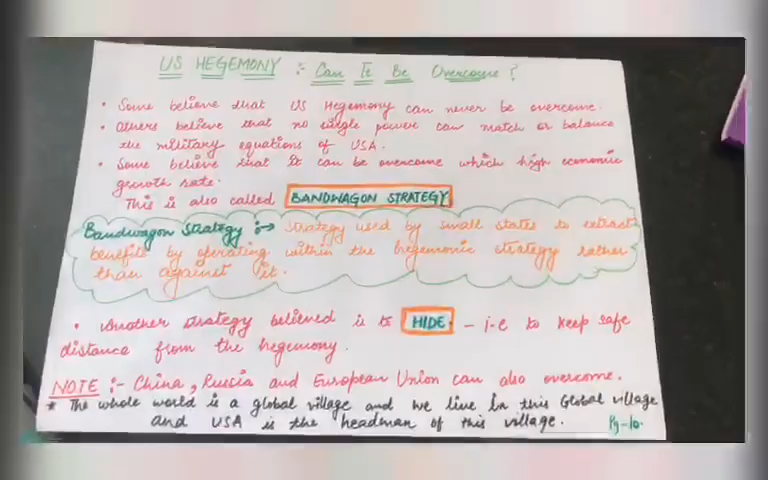 US HEGEMONY :- Can It Be Overcome?
• Some believe that US Hegemony can never be overcome.
• Others believe that no single power can match or balance
the military equations of USA.
• Some believe that it can be overcome which high economic
growth rate.
This is also called BANDWAGON STRATEGY
Bandwagon Strategy :-> strategy used by small states to extract
benefits by operating within the hegemonic strategy rather
than against it.
• Another strategy believed is to HIDE. - i.e to keep safe
distance from the hegemony.
NOTE :- China, Russia and European Union can also overcome.
* The whole world is a global village and we live in this Global village
and USA is the headman of this village.
Pg-10.